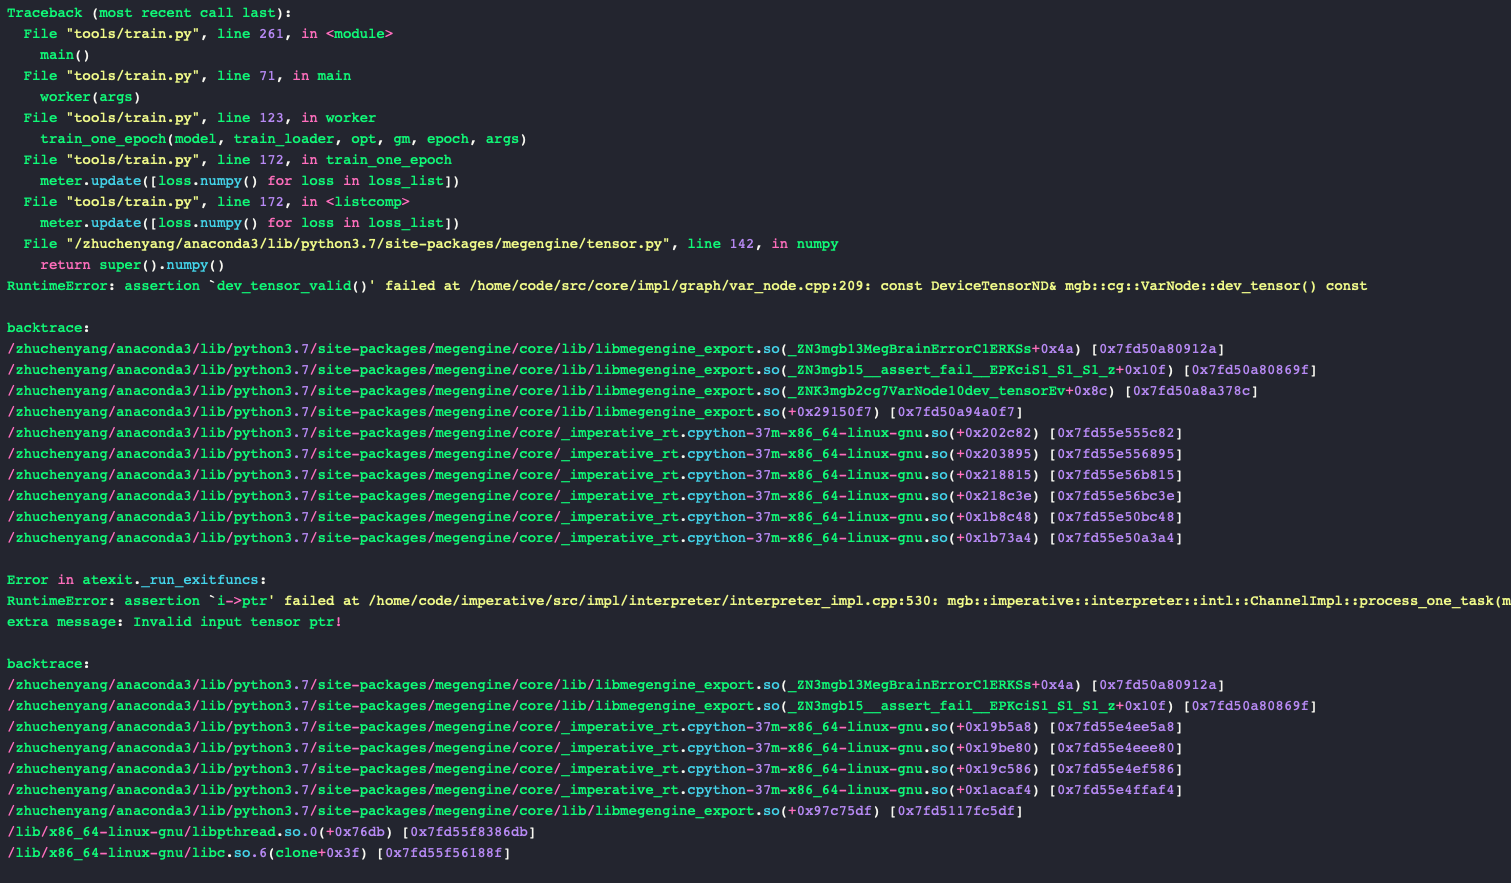 Traceback (most recent call last):
  File "tools/train.py", line 261, in <module>
    main()
  File "tools/train.py", line 71, in main
    worker(args)
  File "tools/train.py", line 123, in worker
    train_one_epoch(model, train_loader, opt, gm, epoch, args)
  File "tools/train.py", line 172, in train_one_epoch
    meter.update([loss.numpy() for loss in loss_list])
  File "tools/train.py", line 172, in <listcomp>
    meter.update([loss.numpy() for loss in loss_list])
  File "/zhuchenyang/anaconda3/lib/python3.7/site-packages/megengine/tensor.py", line 142, in numpy
    return super().numpy()
RuntimeError: assertion `dev_tensor_valid()' failed at /home/code/src/core/impl/graph/var_node.cpp:209: const DeviceTensorND& mgb::cg::VarNode::dev_tensor() const

backtrace:
/zhuchenyang/anaconda3/lib/python3.7/site-packages/megengine/core/lib/libmegengine_export.so(_ZN3mgb13MegBrainErrorC1ERKSs+0x4a) [0x7fd50a80912a]
/zhuchenyang/anaconda3/lib/python3.7/site-packages/megengine/core/lib/libmegengine_export.so(_ZN3mgb15__assert_fail__EPKciS1_S1_S1_z+0x10f) [0x7fd50a80869f]
/zhuchenyang/anaconda3/lib/python3.7/site-packages/megengine/core/lib/libmegengine_export.so(_ZNK3mgb2cg7VarNode10dev_tensorEv+0x8c) [0x7fd50a8a378c]
/zhuchenyang/anaconda3/lib/python3.7/site-packages/megengine/core/lib/libmegengine_export.so(+0x29150f7) [0x7fd50a94a0f7]
/zhuchenyang/anaconda3/lib/python3.7/site-packages/megengine/core/_imperative_rt.cpython-37m-x86_64-linux-gnu.so(+0x202c82) [0x7fd55e555c82]
/zhuchenyang/anaconda3/lib/python3.7/site-packages/megengine/core/_imperative_rt.cpython-37m-x86_64-linux-gnu.so(+0x203895) [0x7fd55e556895]
/zhuchenyang/anaconda3/lib/python3.7/site-packages/megengine/core/_imperative_rt.cpython-37m-x86_64-linux-gnu.so(+0x218815) [0x7fd55e56b815]
/zhuchenyang/anaconda3/lib/python3.7/site-packages/megengine/core/_imperative_rt.cpython-37m-x86_64-linux-gnu.so(+0x218c3e) [0x7fd55e56bc3e]
/zhuchenyang/anaconda3/lib/python3.7/site-packages/megengine/core/_imperative_rt.cpython-37m-x86_64-linux-gnu.so(+0x1b8c48) [0x7fd55e50bc48]
/zhuchenyang/anaconda3/lib/python3.7/site-packages/megengine/core/_imperative_rt.cpython-37m-x86_64-linux-gnu.so(+0x1b73a4) [0x7fd55e50a3a4]

Error in atexit._run_exitfuncs:
RuntimeError: assertion `i->ptr' failed at /home/code/imperative/src/impl/interpreter/interpreter_impl.cpp:530: mgb::imperative::interpreter::intl::ChannelImpl::process_one_task(m
extra message: Invalid input tensor ptr!

backtrace:
/zhuchenyang/anaconda3/lib/python3.7/site-packages/megengine/core/lib/libmegengine_export.so(_ZN3mgb13MegBrainErrorC1ERKSs+0x4a) [0x7fd50a80912a]
/zhuchenyang/anaconda3/lib/python3.7/site-packages/megengine/core/lib/libmegengine_export.so(_ZN3mgb15__assert_fail__EPKciS1_S1_S1_z+0x10f) [0x7fd50a80869f]
/zhuchenyang/anaconda3/lib/python3.7/site-packages/megengine/core/_imperative_rt.cpython-37m-x86_64-linux-gnu.so(+0x19b5a8) [0x7fd55e4ee5a8]
/zhuchenyang/anaconda3/lib/python3.7/site-packages/megengine/core/_imperative_rt.cpython-37m-x86_64-linux-gnu.so(+0x19be80) [0x7fd55e4eee80]
/zhuchenyang/anaconda3/lib/python3.7/site-packages/megengine/core/_imperative_rt.cpython-37m-x86_64-linux-gnu.so(+0x19c586) [0x7fd55e4ef586]
/zhuchenyang/anaconda3/lib/python3.7/site-packages/megengine/core/_imperative_rt.cpython-37m-x86_64-linux-gnu.so(+0x1acaf4) [0x7fd55e4ffaf4]
/zhuchenyang/anaconda3/lib/python3.7/site-packages/megengine/core/lib/libmegengine_export.so(+0x97c75df) [0x7fd5117fc5df]
/lib/x86_64-linux-gnu/libpthread.so.0(+0x76db) [0x7fd55f8386db]
/lib/x86_64-linux-gnu/libc.so.6(clone+0x3f) [0x7fd55f56188f]